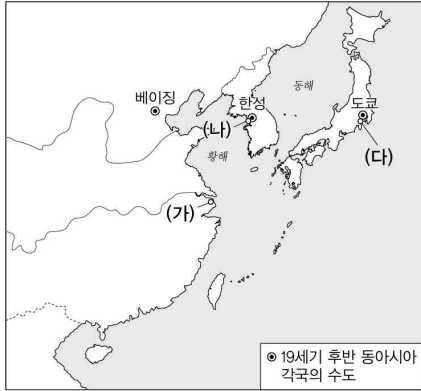 베이징
한성
동해
도쿄
(나)
황해
(다)
(가)
◉ 19세기 후반 동아시아
각국의 수도